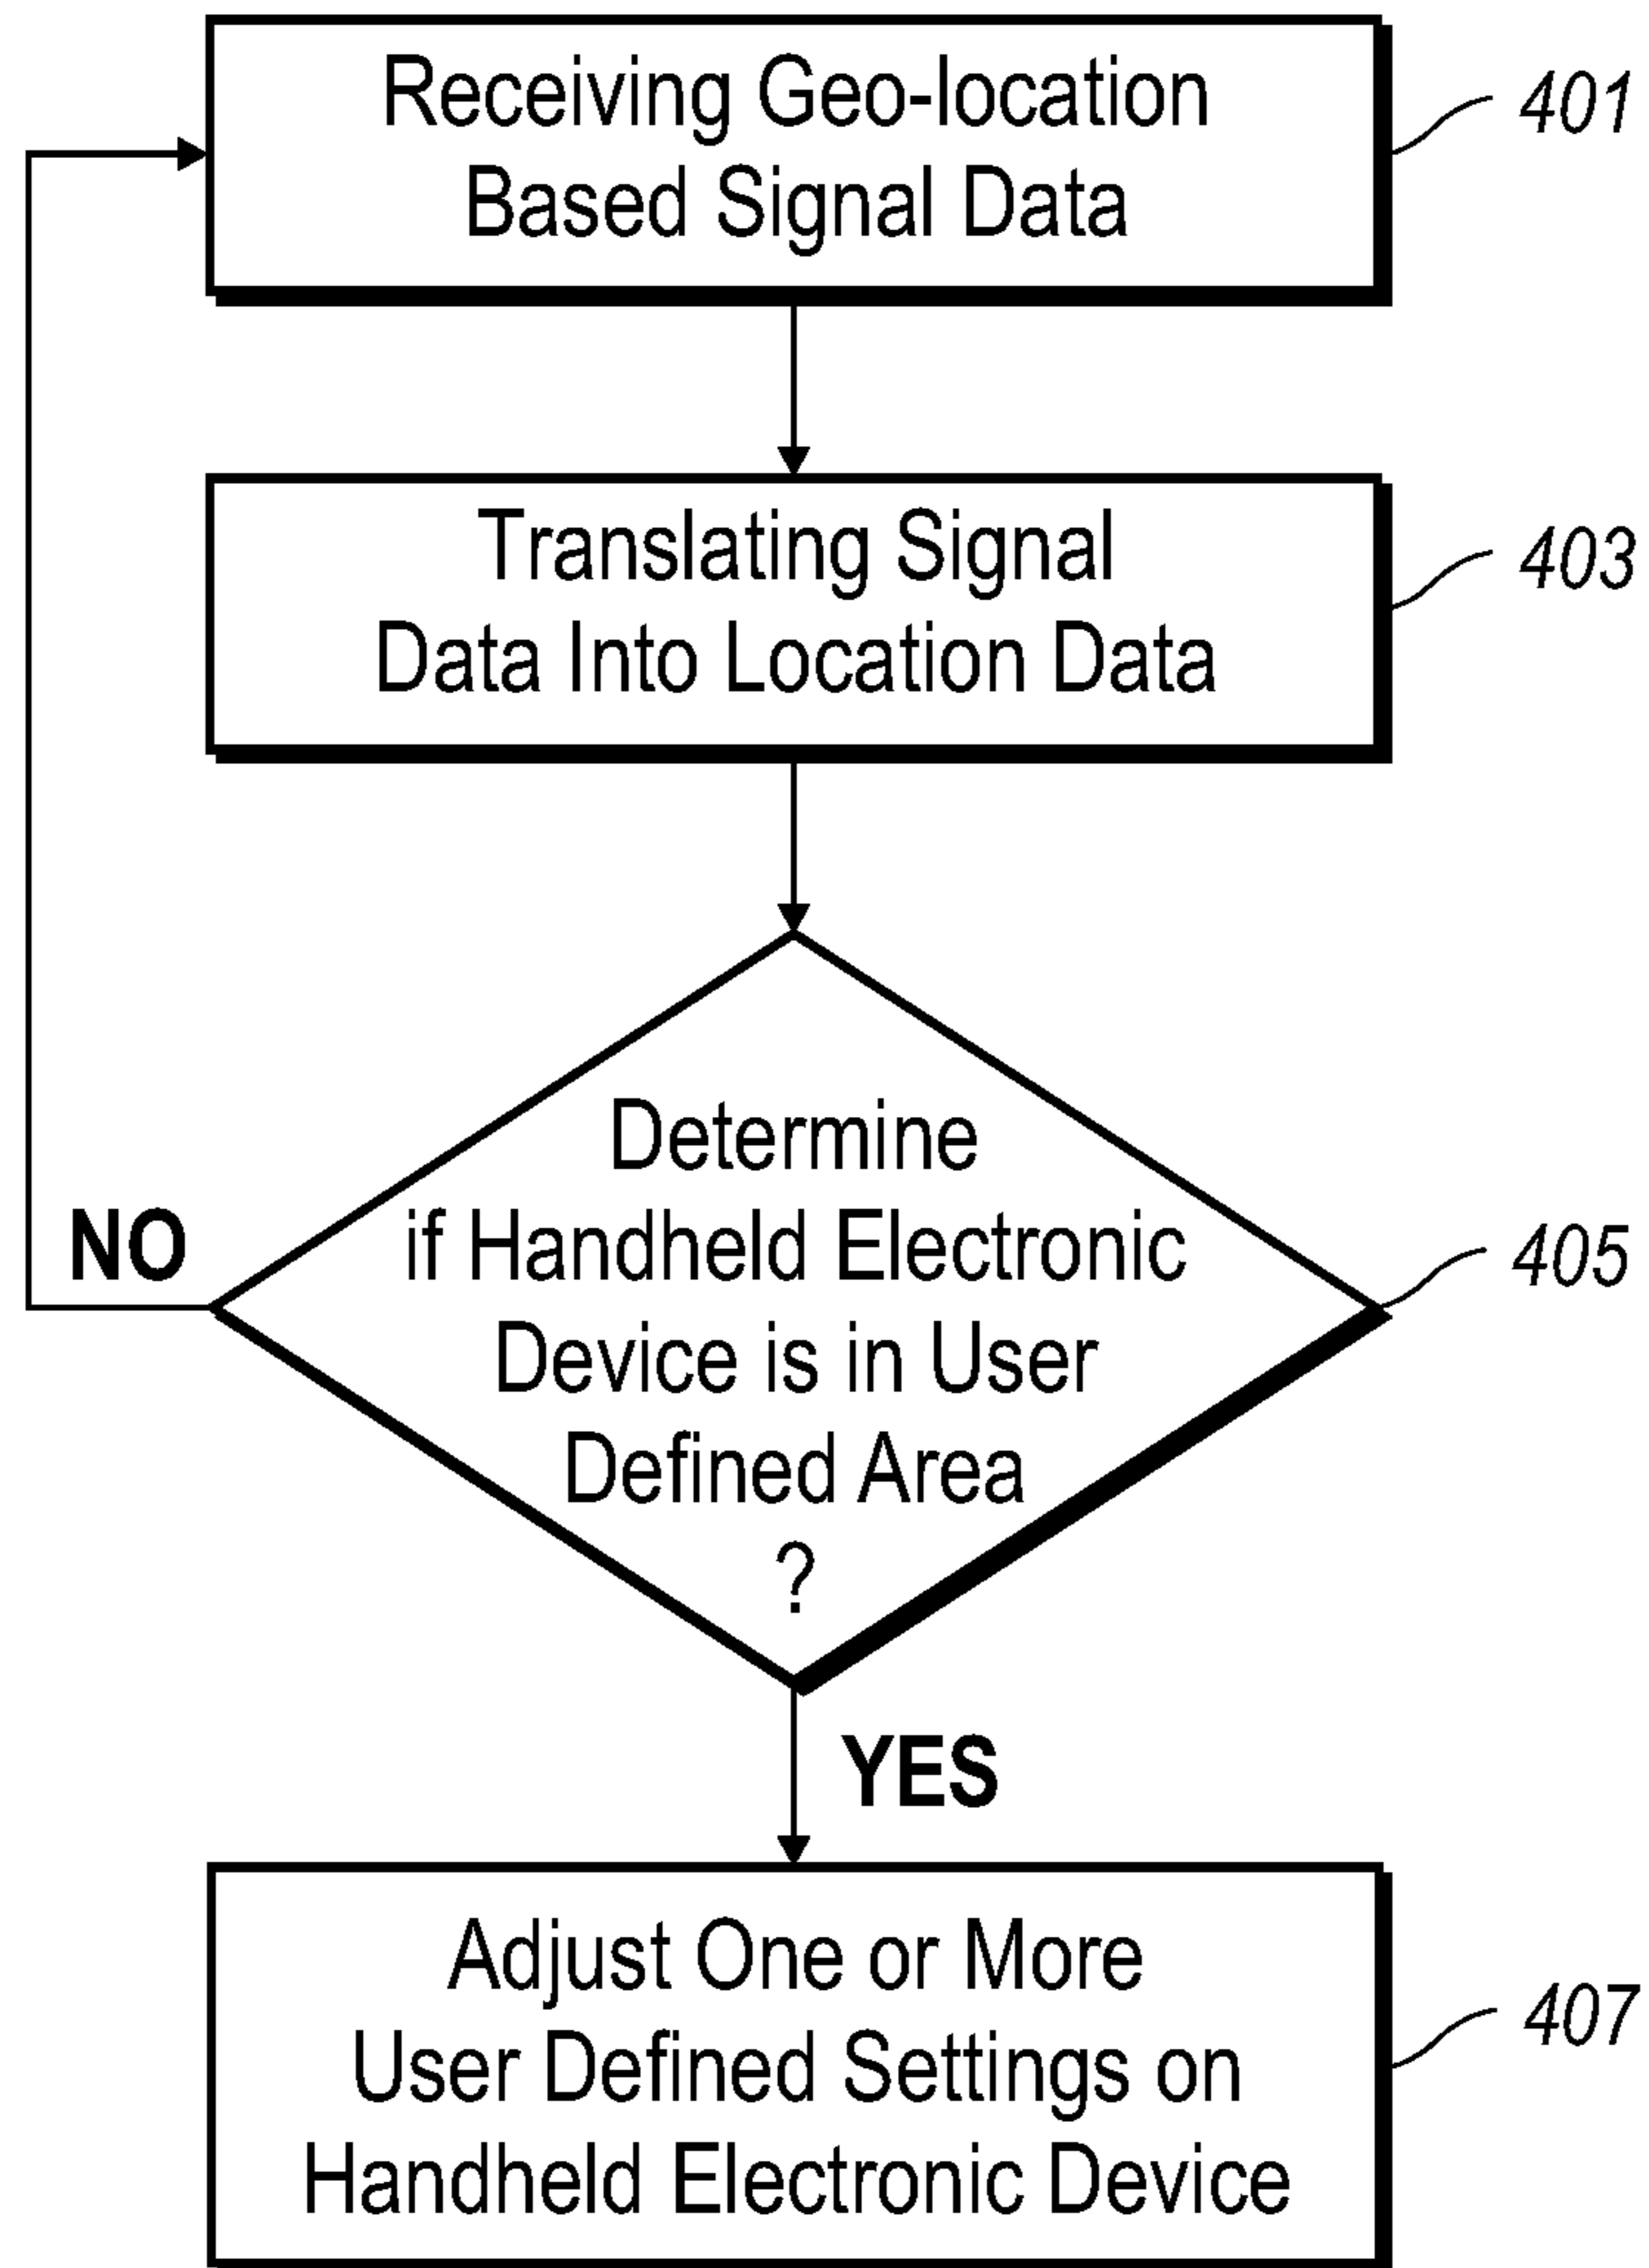 Receiving Geo-location
Based Signal Data
401
Translating Signal
Data Into Location Data
403
Determine
if Handheld Electronic
Device is in User
Defined Area
?
NO
405
YES
Adjust One or More
User Defined Settings on
Handheld Electronic Device
407